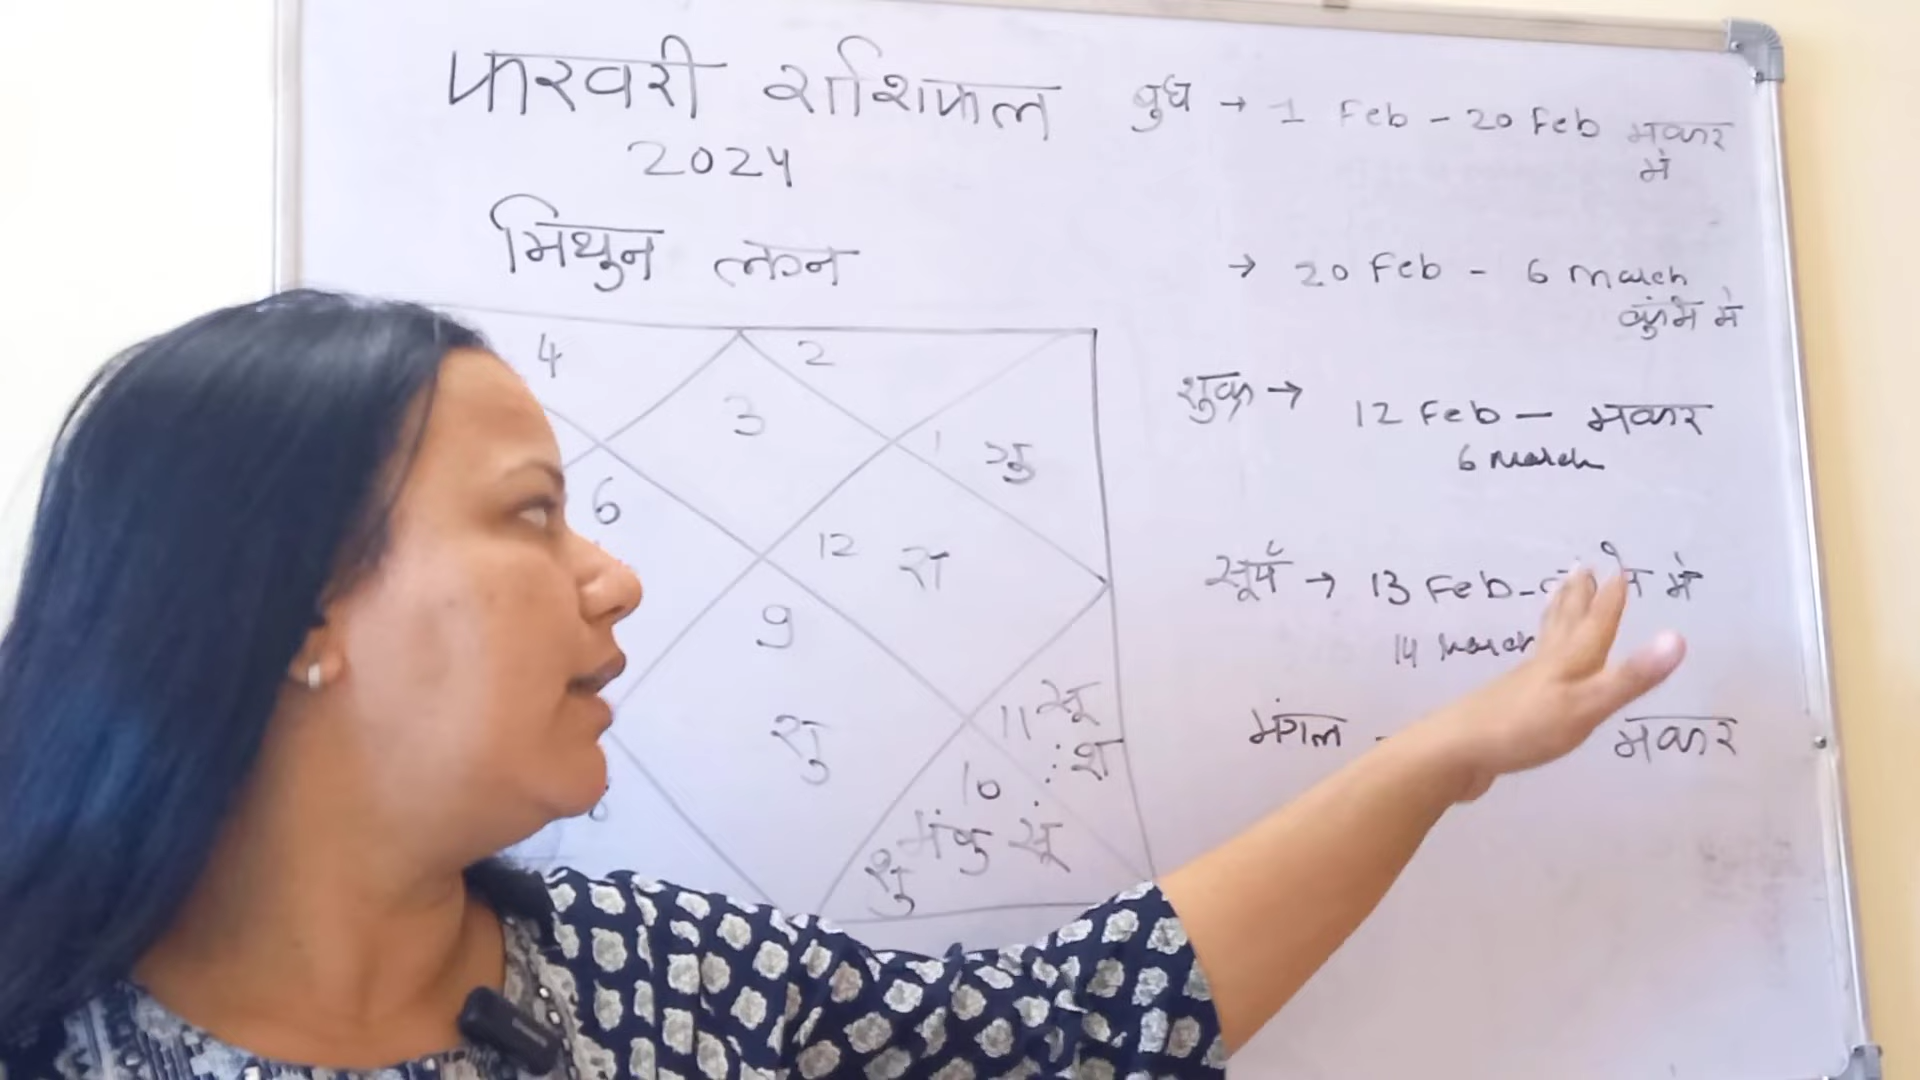 फरवरी राशिफल
2024
मिथुन लग्न
बुध → 1 Feb - 20 Feb मकर
में
→ 20 Feb - 6 March
कुंभ में
शुक्र → 12 Feb — मकर
6 March
सूर्य → 13 Feb - में
14 March
मंगल - मकर
4
2
3
1 गु
6
12 रा
9
शु
11 सू
श
10
मं बु सू
शु